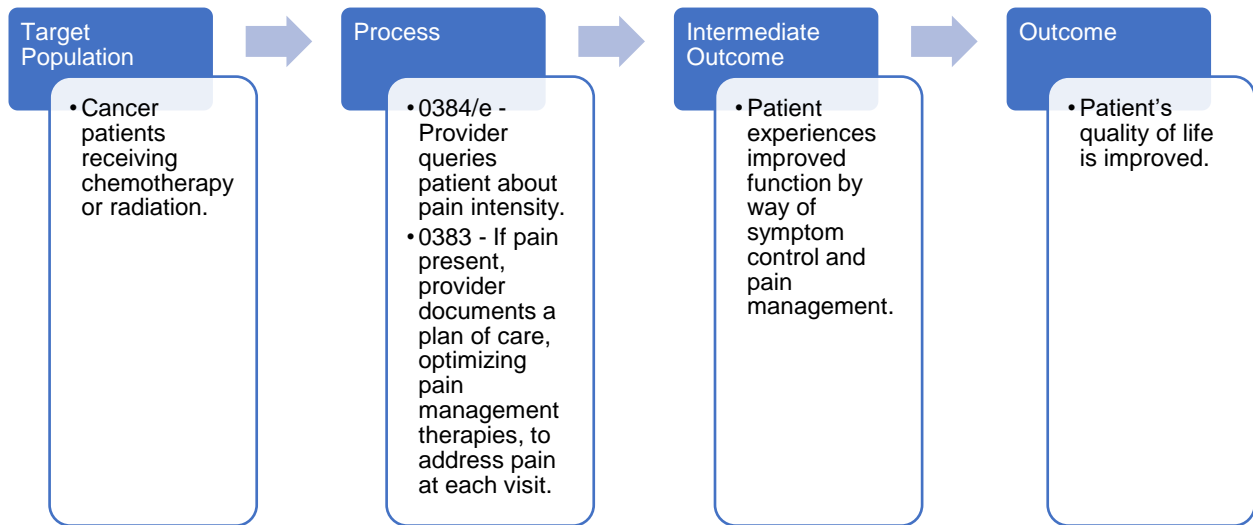 Target
Population
• Cancer
patients
receiving
chemotherapy
or radiation.
Process
• 0384/e -
Provider
queries
patient about
pain intensity.
• 0383 - If pain
present,
provider
documents a
plan of care,
optimizing
pain
management
therapies, to
address pain
at each visit.
Intermediate
Outcome
• Patient
experiences
improved
function by
way of
symptom
control and
pain
management.
Outcome
• Patient’s
quality of life
is improved.